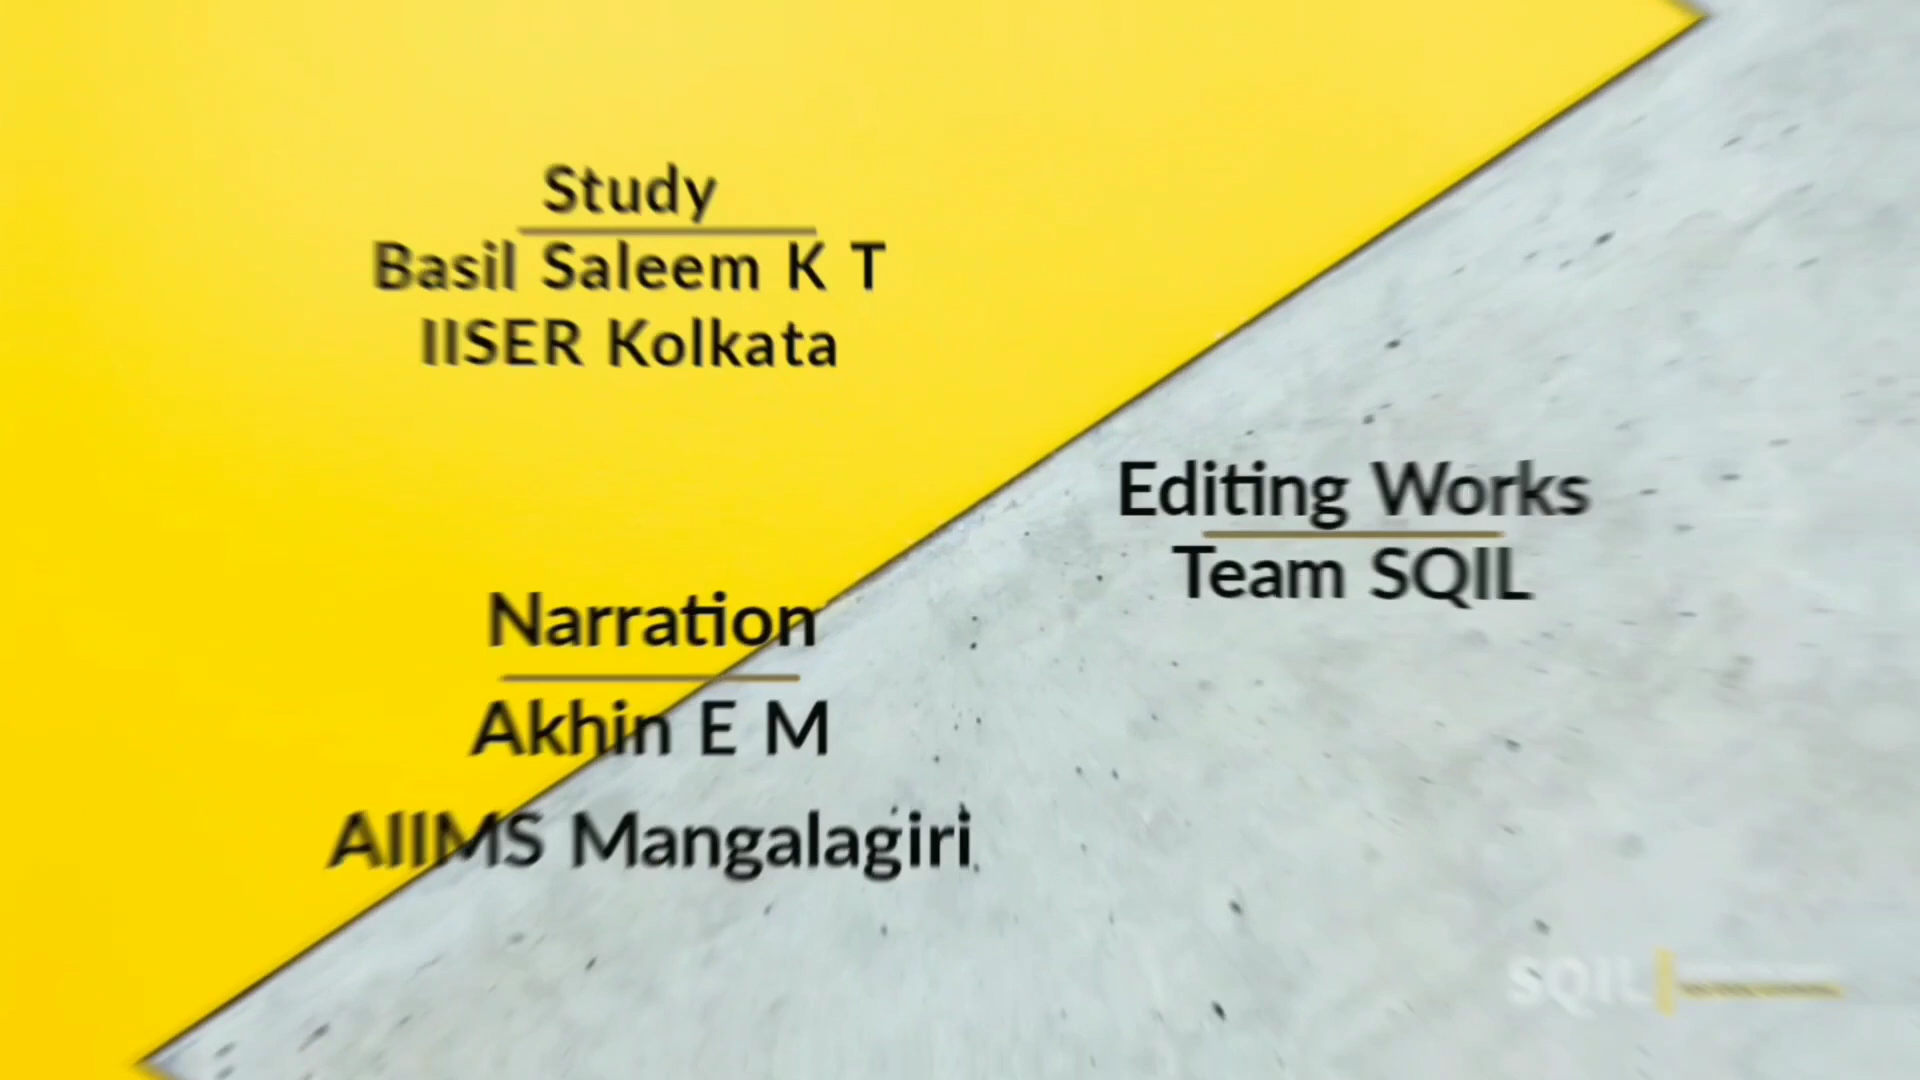 Study
Basil Saleem K T
IISER Kolkata
Editing Works
Team SQIL
Narration
Akhin E M
AIIMS Mangalagiri
SQIL